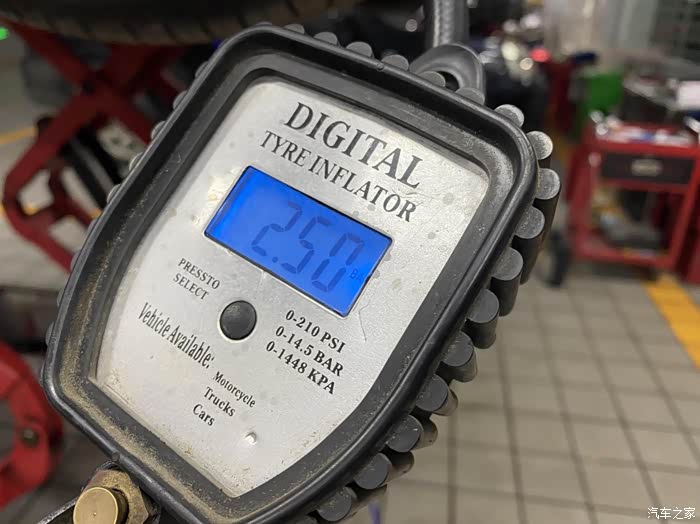 DIGITAL
TYRE INFLATOR
2.50
PRESSTO
SELECT
0-210 PSI
0-14.5 BAR
0-1448 KPA
Vehicle Available:
Motorcycle
Trucks
Cars
汽车之家